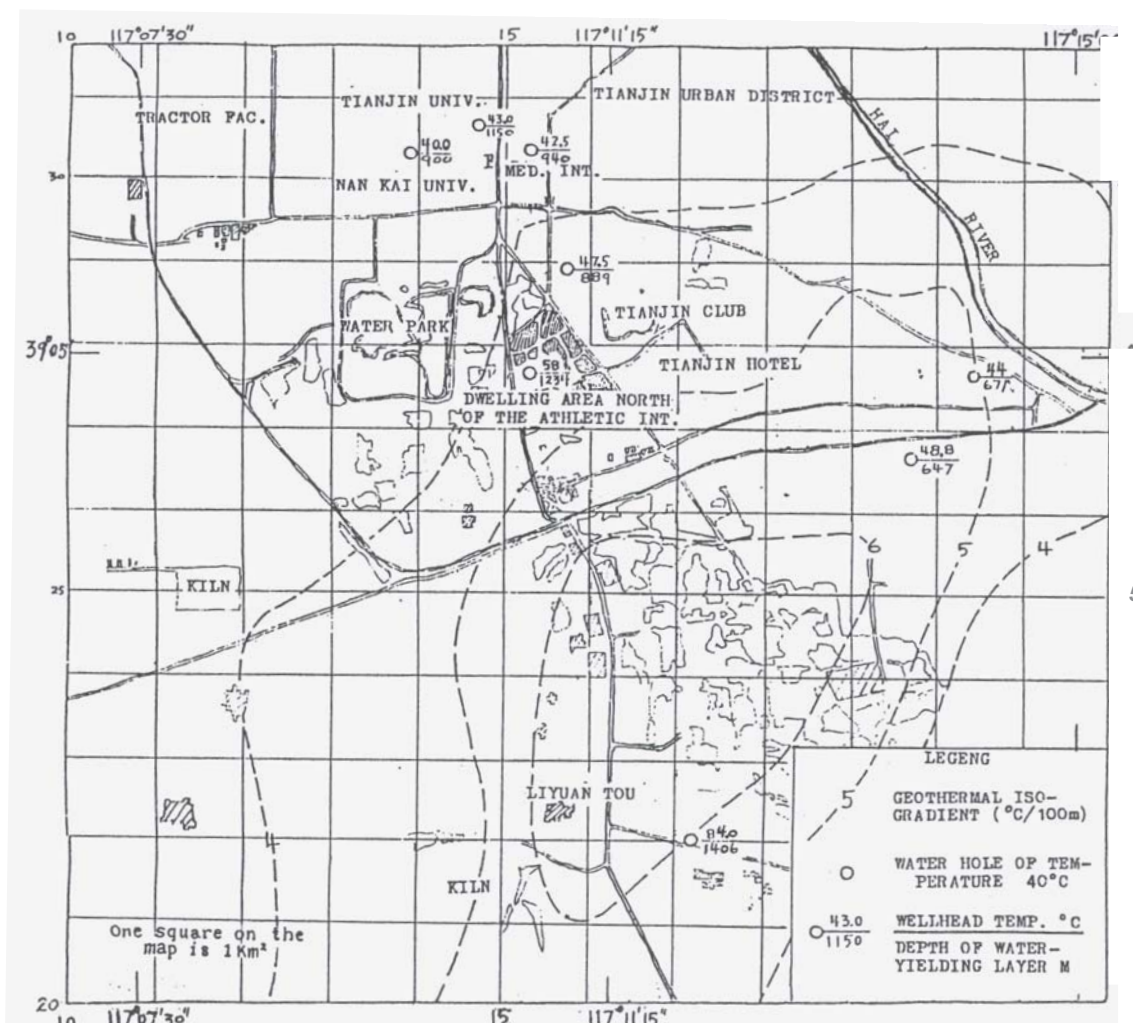 10 117°07'30" 15 117°11'15" 117°15'
TIANJIN UNIV.
TIANJIN URBAN DISTRICT
TRACTOR FAC.
43.0
1150
HAI
40.0
900
42.5
940
MED. INT.
30
NAN KAI UNIV.
RIVER
47.5
889
TIANJIN CLUB
WATER PARK
39°05'
TIANJIN HOTEL
58
1231
44
DWELLING AREA NORTH
OF THE ATHLETIC INT.
48.8
647
6 5 4
25
KILN
LEGENG
LIYUAN TOU
5 GEOTHERMAL ISO-
GRADIENT (°C/100m)
84.0
1406
WATER HOLE OF TEM-
PERATURE 40°C
KILN
43.0 WELLHEAD TEMP. °C
1150 DEPTH OF WATER-
YIELDING LAYER M
One square on the
map is 1Km²
20
10 117°07'30" 15 117°11'15"